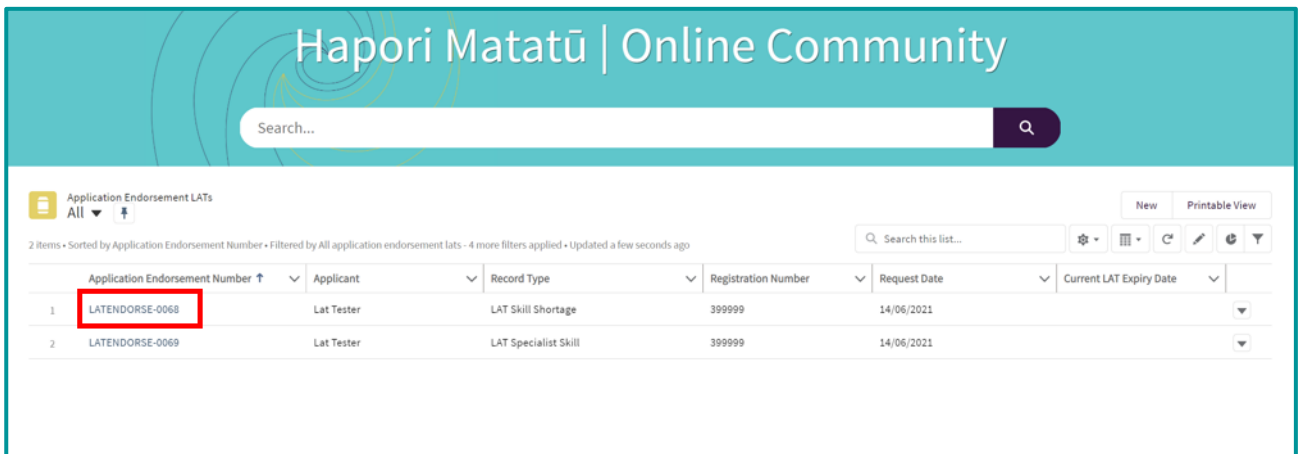 Hapori Matatū | Online Community
Search...
Application Endorsement LATs
All
New Printable View
2 items • Sorted by Application Endorsement Number • Filtered by All application endorsement lats - 4 more filters applied • Updated a few seconds ago
Search this list...
Application Endorsement Number ↑ Applicant Record Type Registration Number Request Date Current LAT Expiry Date
1 LATENDORSE-0068 Lat Tester LAT Skill Shortage 399999 14/06/2021
2 LATENDORSE-0069 Lat Tester LAT Specialist Skill 399999 14/06/2021